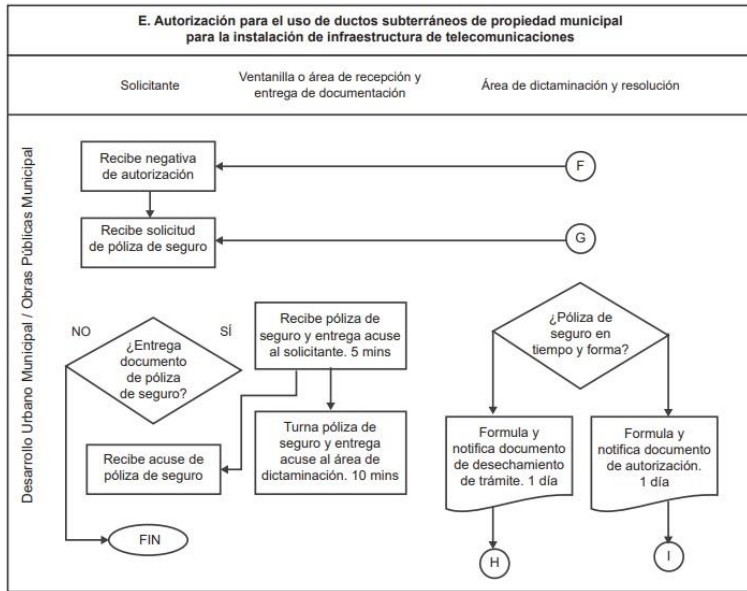 E. Autorización para el uso de ductos subterráneos de propiedad municipal
para la instalación de infraestructura de telecomunicaciones
Solicitante
Ventanilla o área de recepción y
entrega de documentación
Área de dictaminación y resolución
Desarrollo Urbano Municipal / Obras Públicas Municipal
Recibe negativa
de autorización
F
Recibe solicitud
de póliza de seguro
G
NO
SÍ
¿Entrega
documento
de póliza
de seguro?
Recibe póliza de
seguro y entrega acuse
al solicitante. 5 mins
¿Póliza de
seguro en
tiempo y forma?
Recibe acuse de
póliza de seguro
Turna póliza de
seguro y entrega
acuse al área de
dictaminación. 10 mins
Formula y
notifica documento
de desechamiento
de trámite. 1 día
Formula y
notifica documento
de autorización.
1 día
FIN
H
I